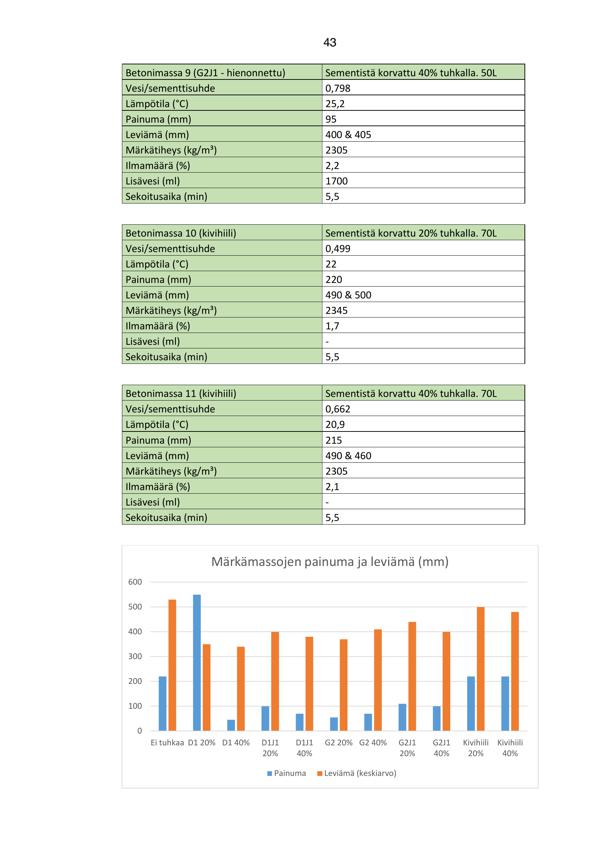 43
Betonimassa 9 (G2J1 - hienonnettu) Sementistä korvattu 40% tuhkalla. 50L
Vesi/sementtisuhde 0,798
Lämpötila (°C) 25,2
Painuma (mm) 95
Leviämä (mm) 400 & 405
Märkätiheys (kg/m³) 2305
Ilmamäärä (%) 2,2
Lisävesi (ml) 1700
Sekoitusaika (min) 5,5
Betonimassa 10 (kivihiili) Sementistä korvattu 20% tuhkalla. 70L
Vesi/sementtisuhde 0,499
Lämpötila (°C) 22
Painuma (mm) 220
Leviämä (mm) 490 & 500
Märkätiheys (kg/m³) 2345
Ilmamäärä (%) 1,7
Lisävesi (ml) -
Sekoitusaika (min) 5,5
Betonimassa 11 (kivihiili) Sementistä korvattu 40% tuhkalla. 70L
Vesi/sementtisuhde 0,662
Lämpötila (°C) 20,9
Painuma (mm) 215
Leviämä (mm) 490 & 460
Märkätiheys (kg/m³) 2305
Ilmamäärä (%) 2,1
Lisävesi (ml) -
Sekoitusaika (min) 5,5
Märkämassojen painuma ja leviämä (mm)
600
500
400
300
200
100
0
Ei tuhkaa D1 20% D1 40% D1J1 D1J1 G2 20% G2 40% G2J1 G2J1 Kivihiili Kivihiili
20% 40% 20% 40% 20% 40%
Painuma Leviämä (keskiarvo)